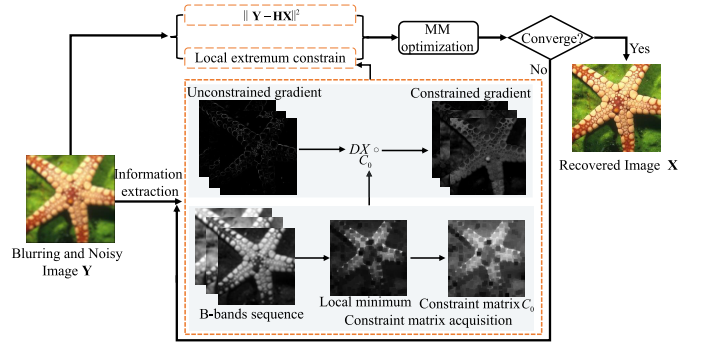 ‖ Y – HX‖²
Local extremum constrain
MM
optimization
Converge?
Yes
No
Unconstrained gradient
Constrained gradient
DX ∘
C₀
Information
extraction
Recovered Image X
Blurring and Noisy
Image Y
B-bands sequence
Local minimum
Constraint matrix C₀
Constraint matrix acquisition